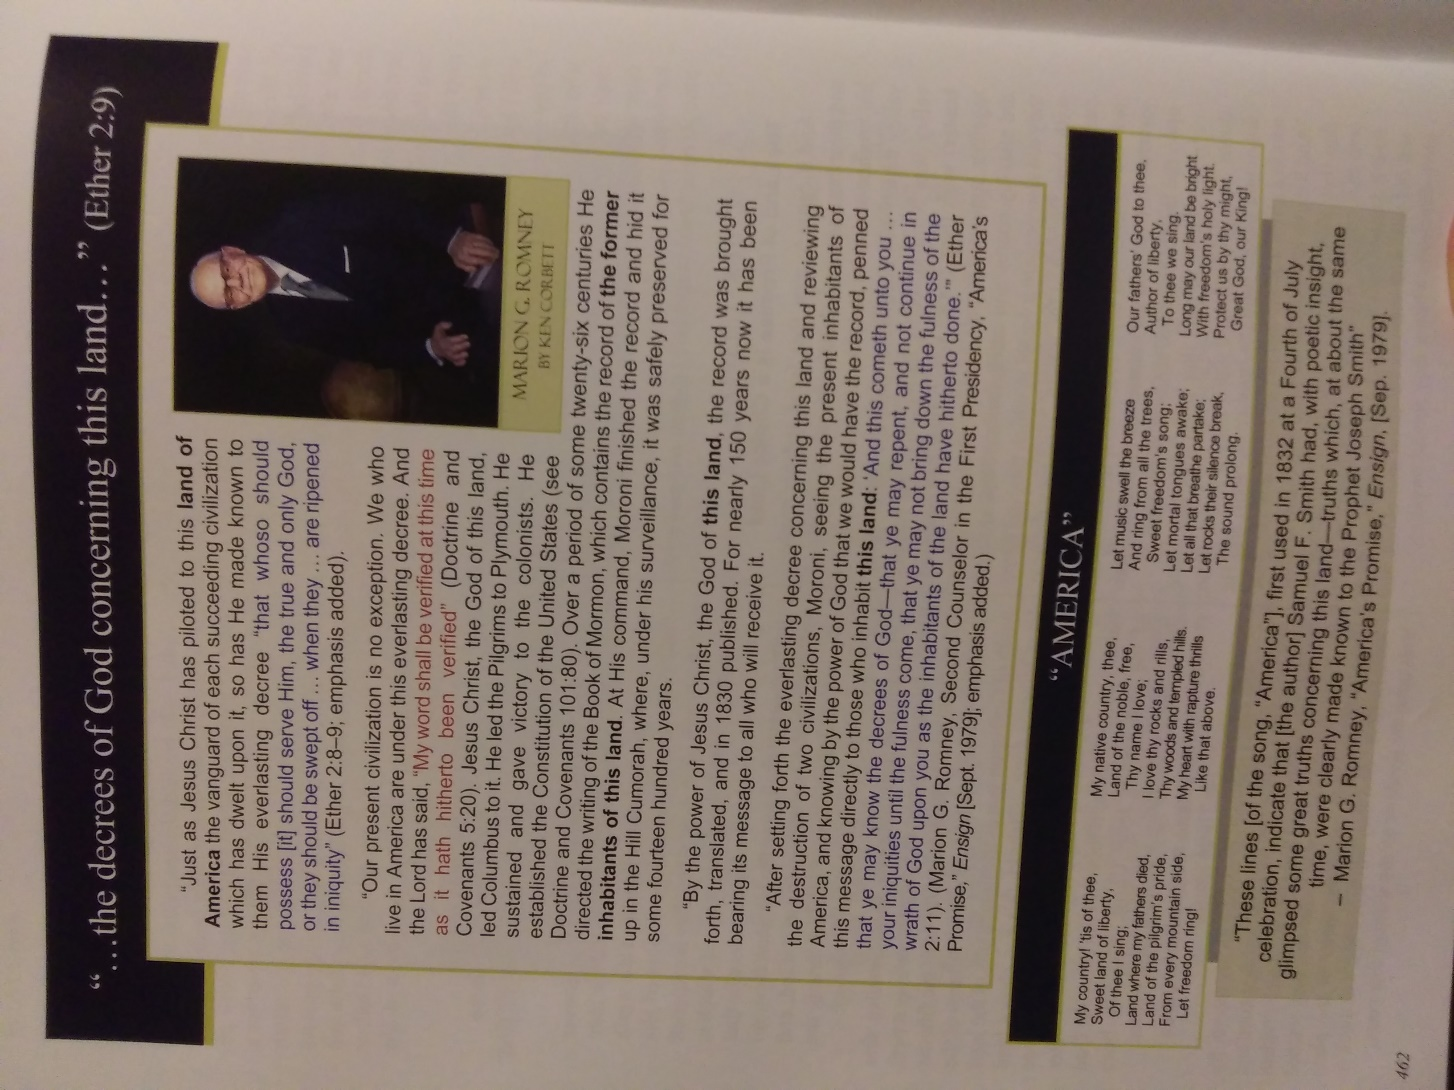 “…the decrees of God concerning this land…” (Ether 2:9)
“Just as Jesus Christ has piloted to this land of
America the vanguard of each succeeding civilization
which has dwelt upon it, so has He made known to
them His everlasting decree “that whoso should
possess [it] should serve Him, the true and only God,
or they should be swept off … when they … are ripened
in iniquity” (Ether 2:8–9; emphasis added).
MARION G. ROMNEY
BY KEN CORBETT
“Our present civilization is no exception. We who
live in America are under this everlasting decree. And
the Lord has said, “My word shall be verified at this time
as it hath hitherto been verified” (Doctrine and
Covenants 5:20). Jesus Christ, the God of this land,
led Columbus to it. He led the Pilgrims to Plymouth. He
sustained and gave victory to the colonists. He
established the Constitution of the United States (see
Doctrine and Covenants 101:80). Over a period of some twenty-six centuries He
directed the writing of the Book of Mormon, which contains the record of the former
inhabitants of this land. At His command, Moroni finished the record and hid it
up in the Hill Cumorah, where, under his surveillance, it was safely preserved for
some fourteen hundred years.
“By the power of Jesus Christ, the God of this land, the record was brought
forth, translated, and in 1830 published. For nearly 150 years now it has been
bearing its message to all who will receive it.
“After setting forth the everlasting decree concerning this land and reviewing
the destruction of two civilizations, Moroni, seeing the present inhabitants of
America, and knowing by the power of God that we would have the record, penned
this message directly to those who inhabit this land: ‘And this cometh unto you …
that ye may know the decrees of God—that ye may repent, and not continue in
your iniquities until the fulness come, that ye may not bring down the fulness of the
wrath of God upon you as the inhabitants of the land have hitherto done.’” (Ether
2:11). (Marion G. Romney, Second Counselor in the First Presidency, “America’s
Promise,” Ensign [Sept. 1979]; emphasis added.)
“AMERICA”
My country! 'tis of thee,
Sweet land of liberty,
Of thee I sing;
Land where my fathers died,
Land of the pilgrim's pride,
From every mountain side,
Let freedom ring!
My native country, thee,
Land of the noble, free,
Thy name I love;
I love thy rocks and rills,
Thy woods and templed hills.
My heart with rapture thrills
Like that above.
Let music swell the breeze
And ring from all the trees,
Sweet freedom's song;
Let mortal tongues awake;
Let all that breathe partake;
Let rocks their silence break,
The sound prolong.
Our fathers' God to thee,
Author of liberty,
To thee we sing,
Long may our land be bright
With freedom's holy light.
Protect us by thy might,
Great God, our King!
“These lines [of the song, “America”], first used in 1832 at a Fourth of July
celebration, indicate that [the author] Samuel F. Smith had, with poetic insight,
glimpsed some great truths concerning this land—truths which, at about the same
time, were clearly made known to the Prophet Joseph Smith”
– Marion G. Romney, “America's Promise,” Ensign, [Sep. 1979].
462